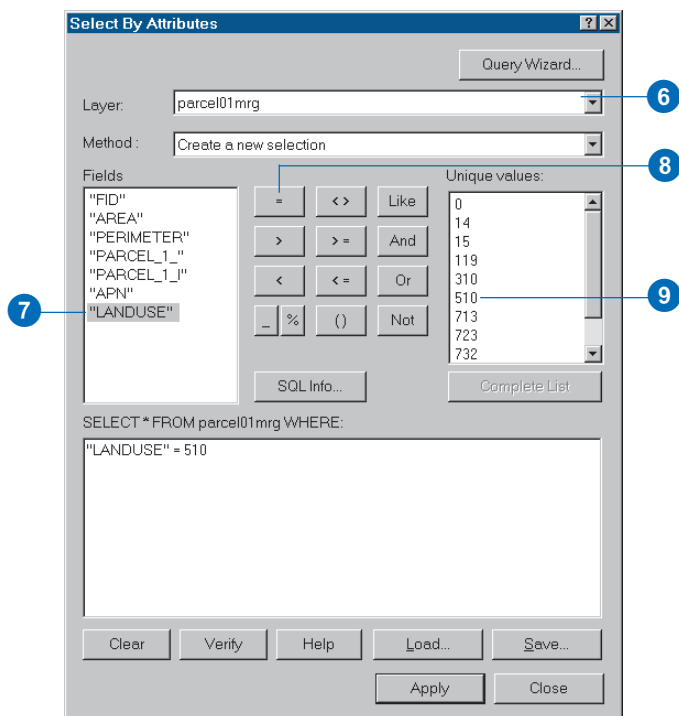 Select By Attributes
Query Wizard...
Layer: parcel01mrg
6
Method : Create a new selection
8
Fields
"FID"
"AREA"
"PERIMETER"
"PARCEL_1_"
"PARCEL_1_I"
"APN"
"LANDUSE"
7
= <> Like
> > = And
< < = Or
_ % () Not
SQL Info...
Unique values:
0
14
15
119
310
510
713
723
732
9
Complete List
SELECT * FROM parcel01mrg WHERE:
"LANDUSE" = 510
Clear Verify Help Load... Save...
Apply Close